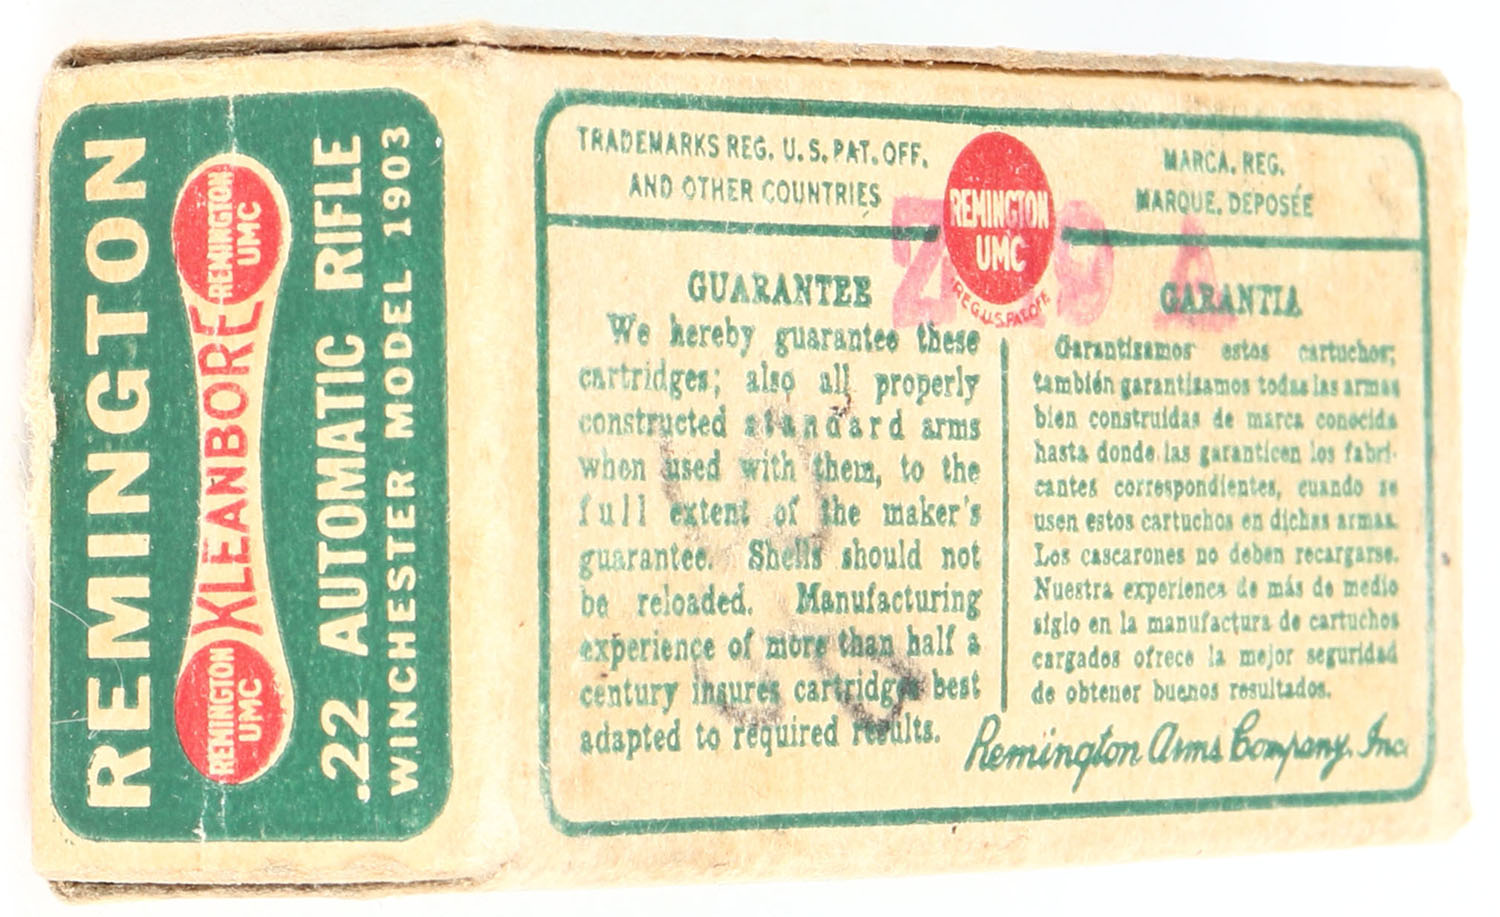 REMINGTON
REMINGTON
UMC
KLEANBORE
REMINGTON
UMC
.22 AUTOMATIC RIFLE
WINCHESTER MODEL 1903
TRADEMARKS REG. U.S. PAT. OFF.
AND OTHER COUNTRIES
REMINGTON
UMC
REG.U.S.PAT.OFF.
MARCA. REG.
MARQUE. DEPOSÉE
GUARANTEE
We hereby guarantee these
cartridges; also all properly
constructed standard arms
when used with them, to the
full extent of the maker's
guarantee. Shells should not
be reloaded. Manufacturing
experience of more than half a
century insures cartridges best
adapted to required results.
GARANTIA
Garantizamos estos cartuchos;
también garantizamos todas las armas
bien construidas de marca conocida
hasta donde las garanticen los fabri-
cantes correspondientes, cuando se
usen estos cartuchos en dichas armas.
Los cascarones no deben recargarse.
Nuestra experienca de más de medio
siglo en la manufactura de cartuchos
cargados ofrece la mejor seguridad
de obtener buenos resultados.
Remington Arms Company, Inc.